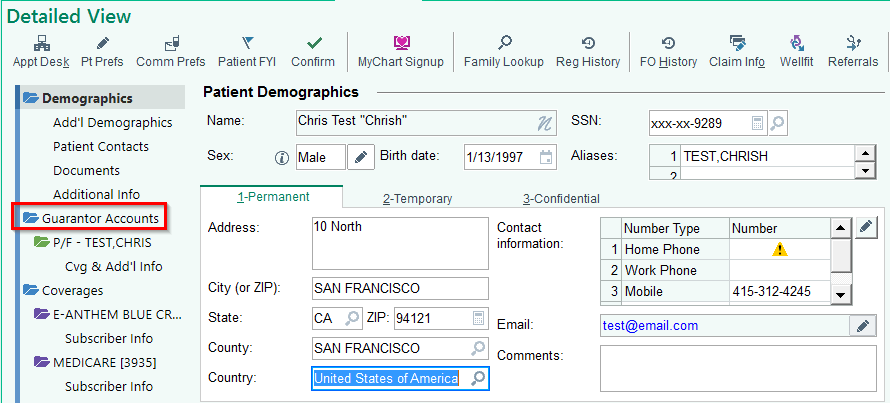 Detailed View
Appt Desk Pt Prefs Comm Prefs Patient FYI Confirm MyChart Signup Family Lookup Reg History FO History Claim Info Wellfit Referrals
Demographics
Add'l Demographics
Patient Contacts
Documents
Additional Info
Guarantor Accounts
P/F - TEST,CHRIS
Cvg & Add'l Info
Coverages
E-ANTHEM BLUE CR...
Subscriber Info
MEDICARE [3935]
Subscriber Info
Patient Demographics
Name: Chris Test "Chrish" SSN: xxx-xx-9289
Sex: Male Birth date: 1/13/1997 Aliases: 1 TEST,CHRISH
2
1-Permanent 2-Temporary 3-Confidential
Address: 10 North
City (or ZIP): SAN FRANCISCO
State: CA ZIP: 94121
County: SAN FRANCISCO
Country: United States of America
Contact
information:
Number Type Number
1 Home Phone
2 Work Phone
3 Mobile 415-312-4245
Email: test@email.com
Comments: